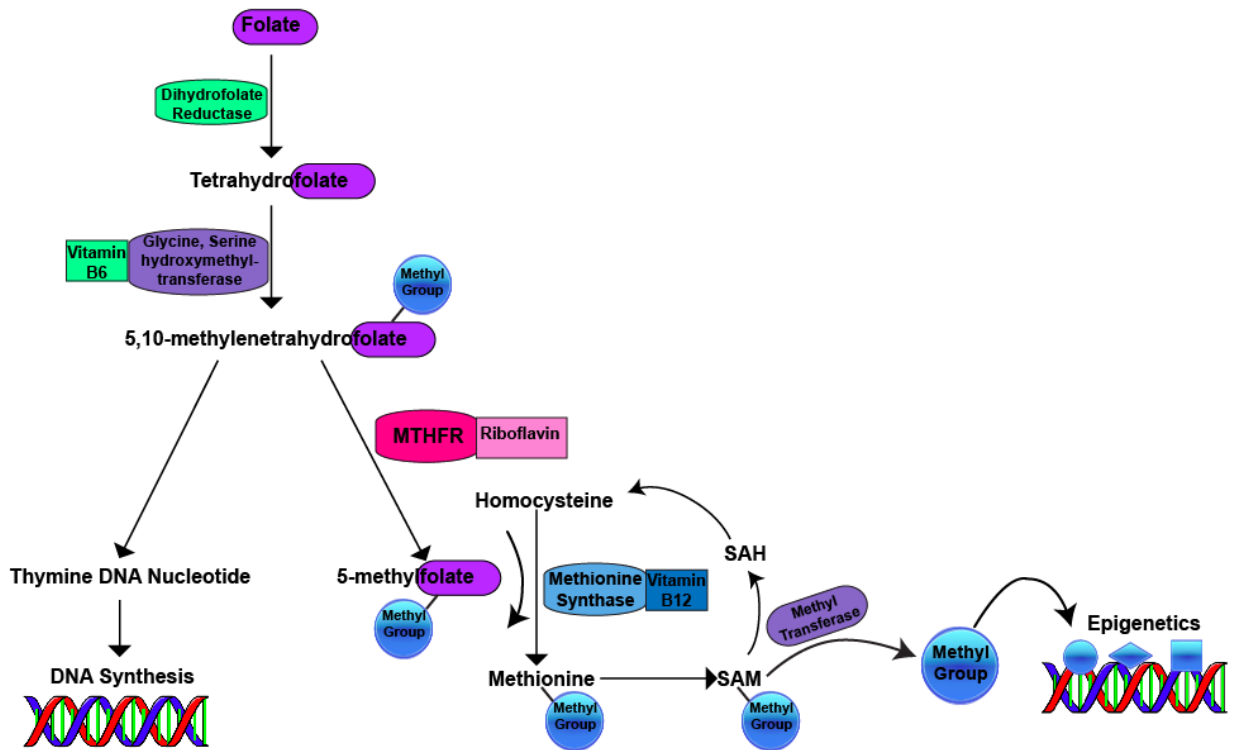 Folate
Dihydrofolate
Reductase
Tetrahydrofolate
Vitamin
B6
Glycine, Serine
hydroxymethyl-
transferase
Methyl
Group
5,10-methylenetrahydrofolate
MTHFR
Riboflavin
Homocysteine
SAH
Thymine DNA Nucleotide
5-methylfolate
Methyl
Group
Methionine
Synthase
Vitamin
B12
Methyl
Transferase
Methyl
Group
Epigenetics
DNA Synthesis
Methionine
SAM
Methyl
Group
Methyl
Group